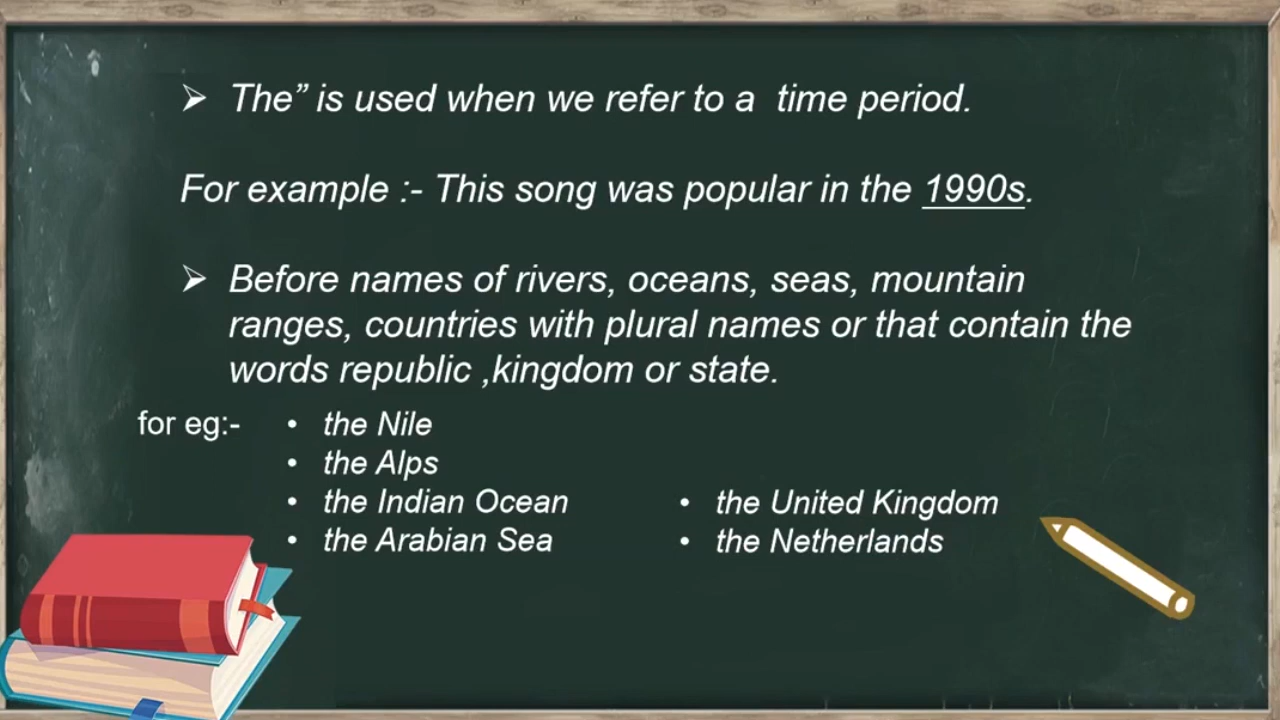 ➢ The” is used when we refer to a time period.
For example :- This song was popular in the 1990s.
➢ Before names of rivers, oceans, seas, mountain
ranges, countries with plural names or that contain the
words republic ,kingdom or state.
for eg:- • the Nile
• the Alps
• the Indian Ocean
• the Arabian Sea
• the United Kingdom
• the Netherlands